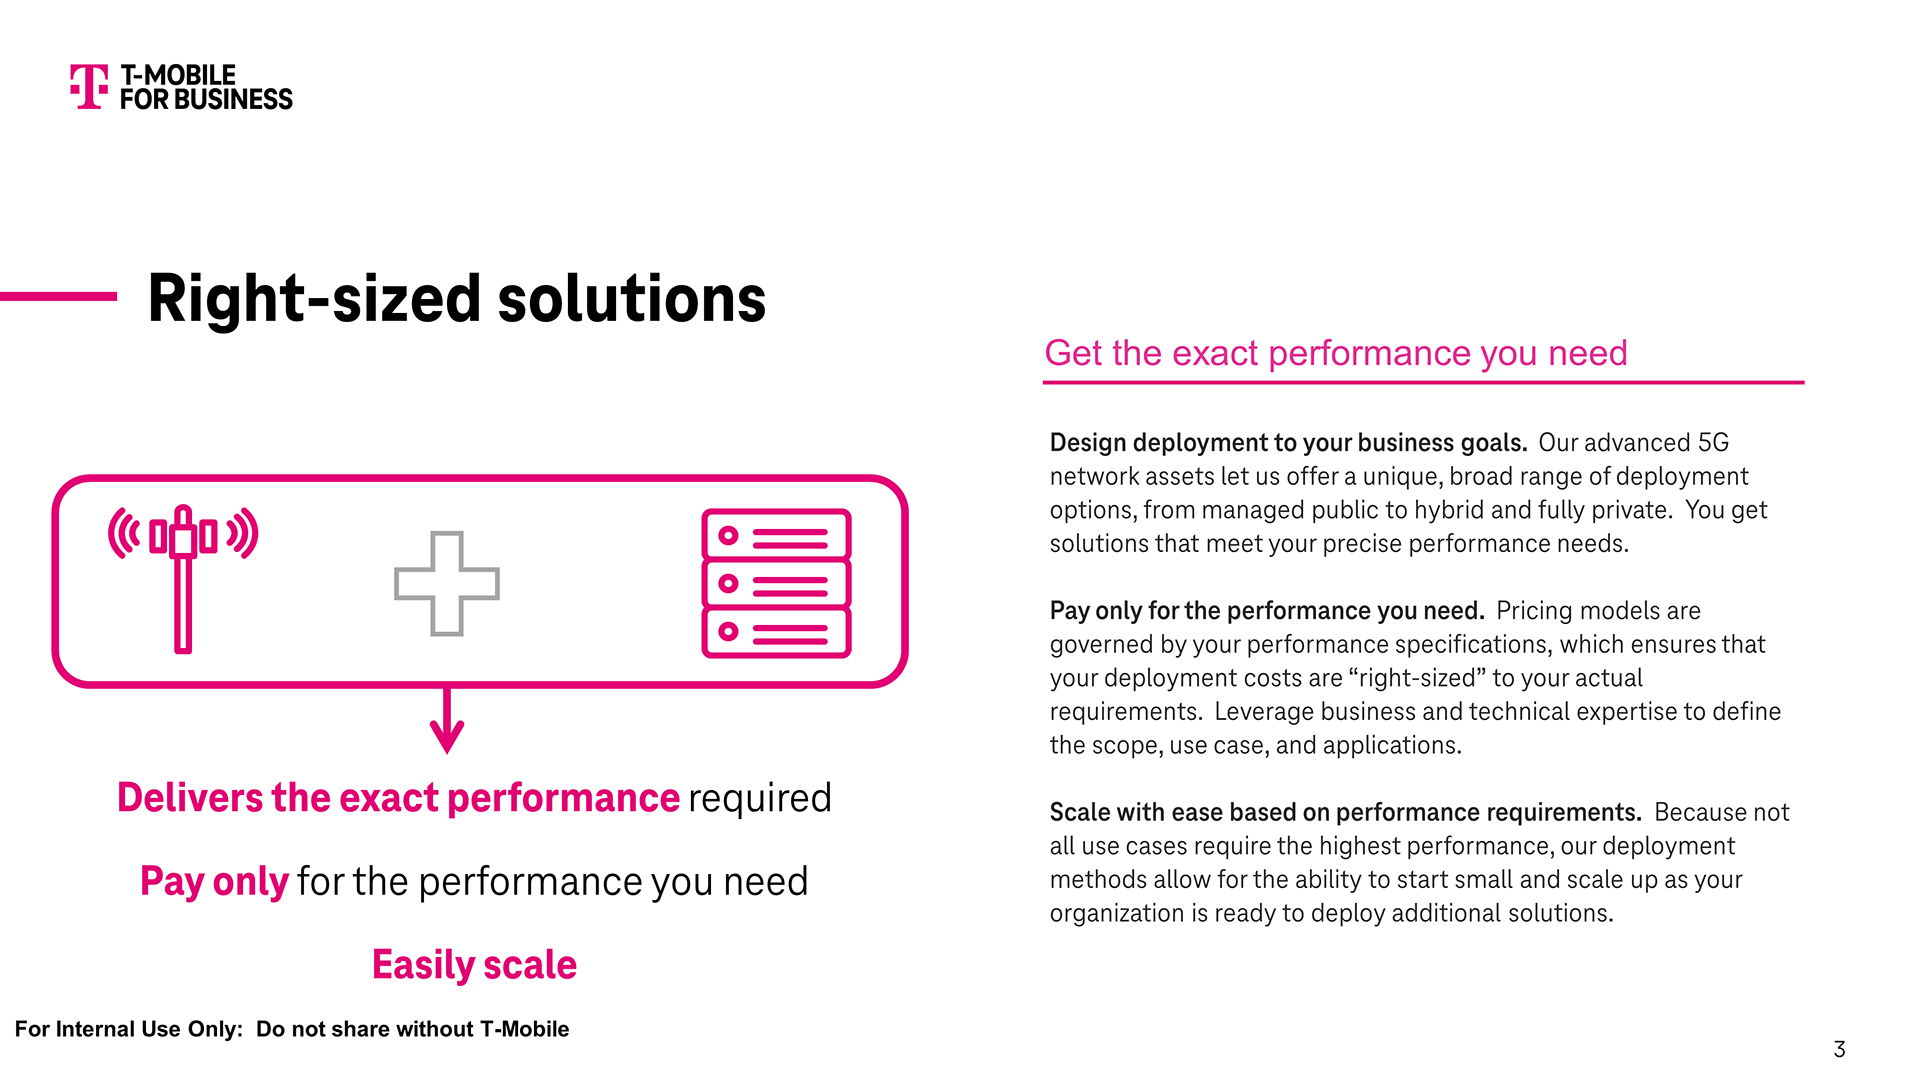 T-MOBILE
FOR BUSINESS
Right-sized solutions
Delivers the exact performance required
Pay only for the performance you need
Easily scale
Get the exact performance you need
Design deployment to your business goals.  Our advanced 5G
network assets let us offer a unique, broad range of deployment
options, from managed public to hybrid and fully private.  You get
solutions that meet your precise performance needs.
Pay only for the performance you need.  Pricing models are
governed by your performance specifications, which ensures that
your deployment costs are “right-sized” to your actual
requirements.  Leverage business and technical expertise to define
the scope, use case, and applications.
Scale with ease based on performance requirements.  Because not
all use cases require the highest performance, our deployment
methods allow for the ability to start small and scale up as your
organization is ready to deploy additional solutions.
For Internal Use Only:  Do not share without T-Mobile
3